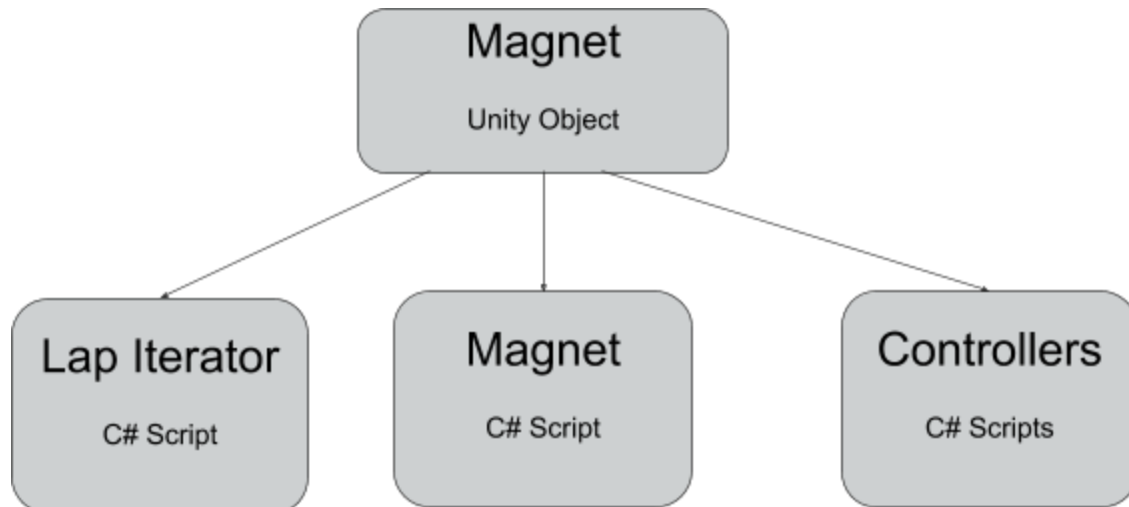 Magnet
Unity Object
Lap Iterator
C# Script
Magnet
C# Script
Controllers
C# Scripts